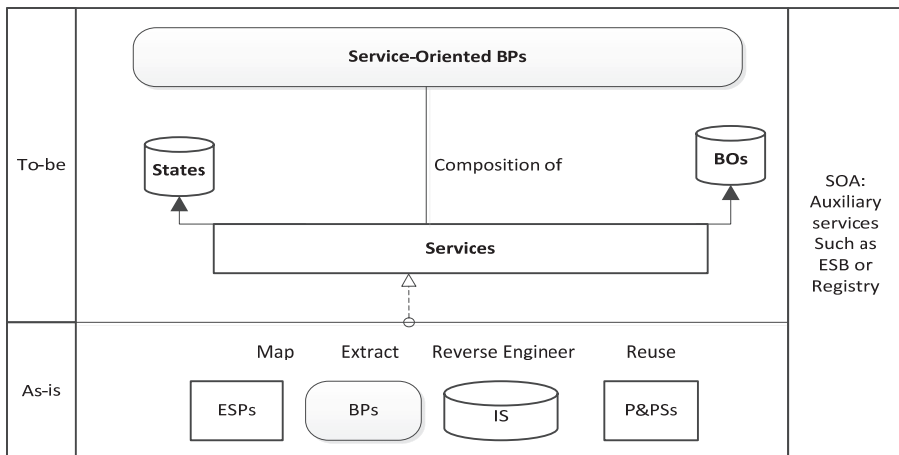 Service-Oriented BPs
To-be
States
Composition of
BOs
Services
SOA:
Auxiliary
services
Such as
ESB or
Registry
As-is
Map Extract Reverse Engineer Reuse
ESPs BPs IS P&PSs